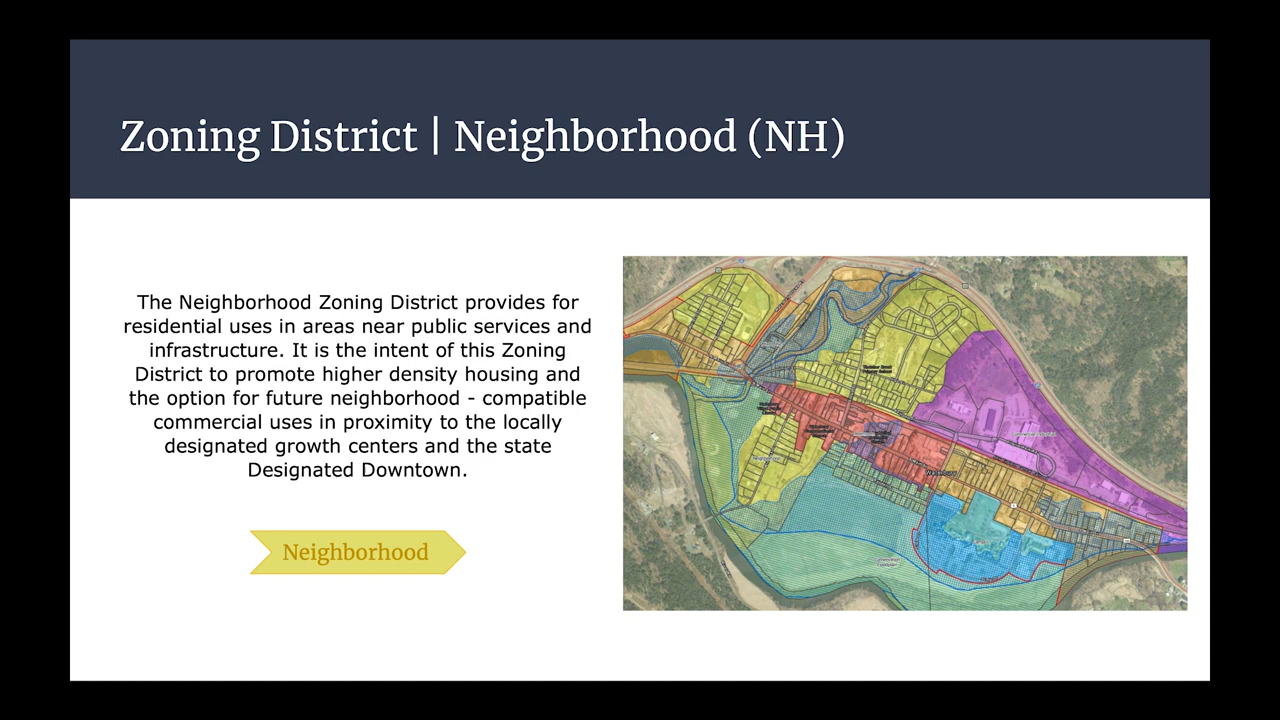 Zoning District | Neighborhood (NH)
The Neighborhood Zoning District provides for
residential uses in areas near public services and
infrastructure. It is the intent of this Zoning
District to promote higher density housing and
the option for future neighborhood - compatible
commercial uses in proximity to the locally
designated growth centers and the state
Designated Downtown.
Neighborhood